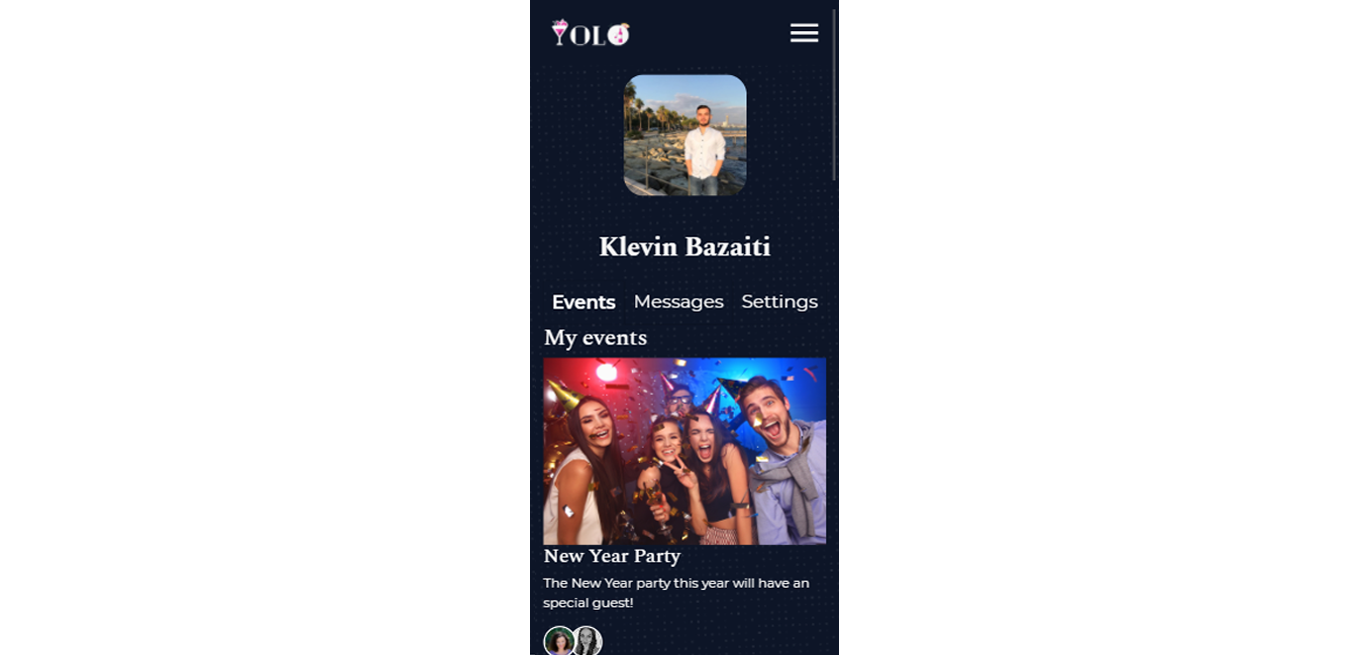 YOLO
Klevin Bazaiti
Events Messages Settings
My events
New Year Party
The New Year party this year will have an
special guest!